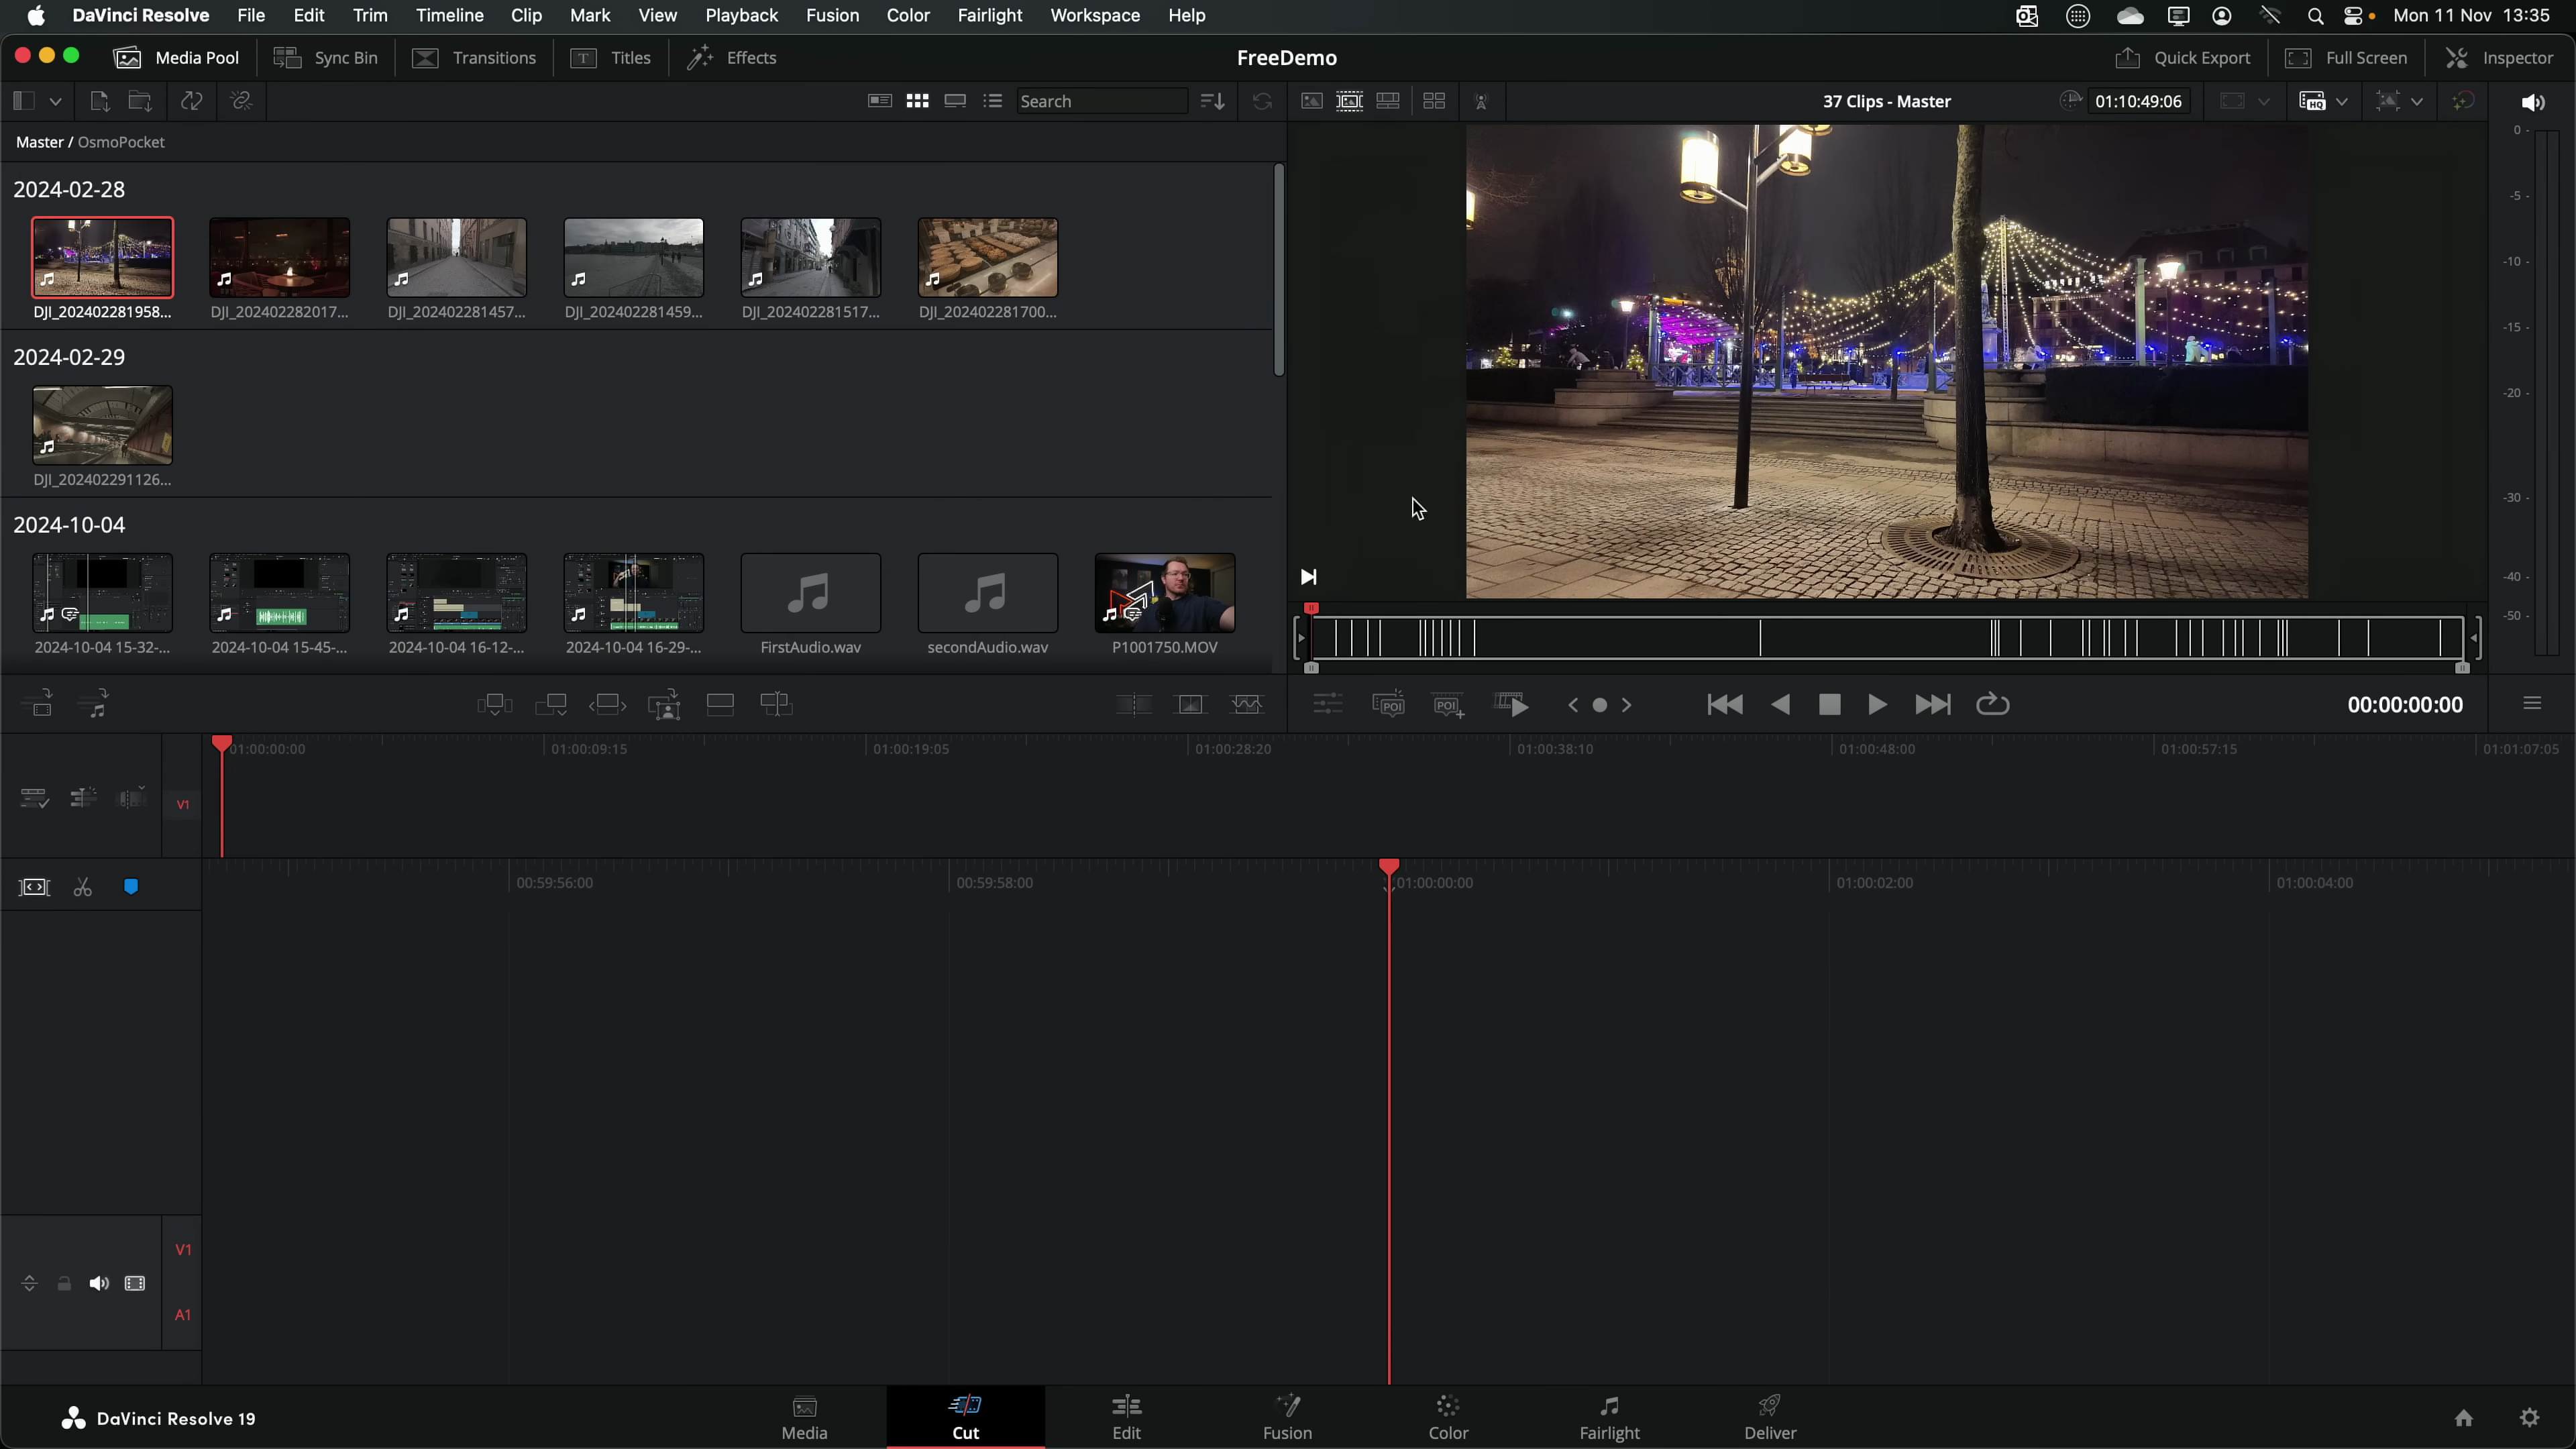 DaVinci Resolve File Edit Trim Timeline Clip Mark View Playback Fusion Color Fairlight Workspace Help Mon 11 Nov 13:35
Media Pool Sync Bin Transitions Titles Effects FreeDemo Quick Export Full Screen Inspector
Search 37 Clips - Master HQ 01:10:49:06
Master / OsmoPocket
2024-02-28
DJI_202402281958... DJI_202402282017... DJI_202402281457... DJI_202402281459... DJI_202402281517... DJI_202402281700...
2024-02-29
DJI_202402291126...
2024-10-04
2024-10-04 15-32-... 2024-10-04 15-45-... 2024-10-04 16-12-... 2024-10-04 16-29-... FirstAudio.wav secondAudio.wav P1001750.MOV
0 -
-5 -
-10 -
-15 -
-20 -
-30 -
-40 -
-50 -
POI POI 00:00:00:00
01:00:00:00 01:00:09:15 01:00:19:05 01:00:28:20 01:00:38:10 01:00:48:00 01:00:57:15 01:01:07:05
V1
00:59:56:00 00:59:58:00 01:00:00:00 01:00:02:00 01:00:04:00
V1
A1
DaVinci Resolve 19 Media Cut Edit Fusion Color Fairlight Deliver